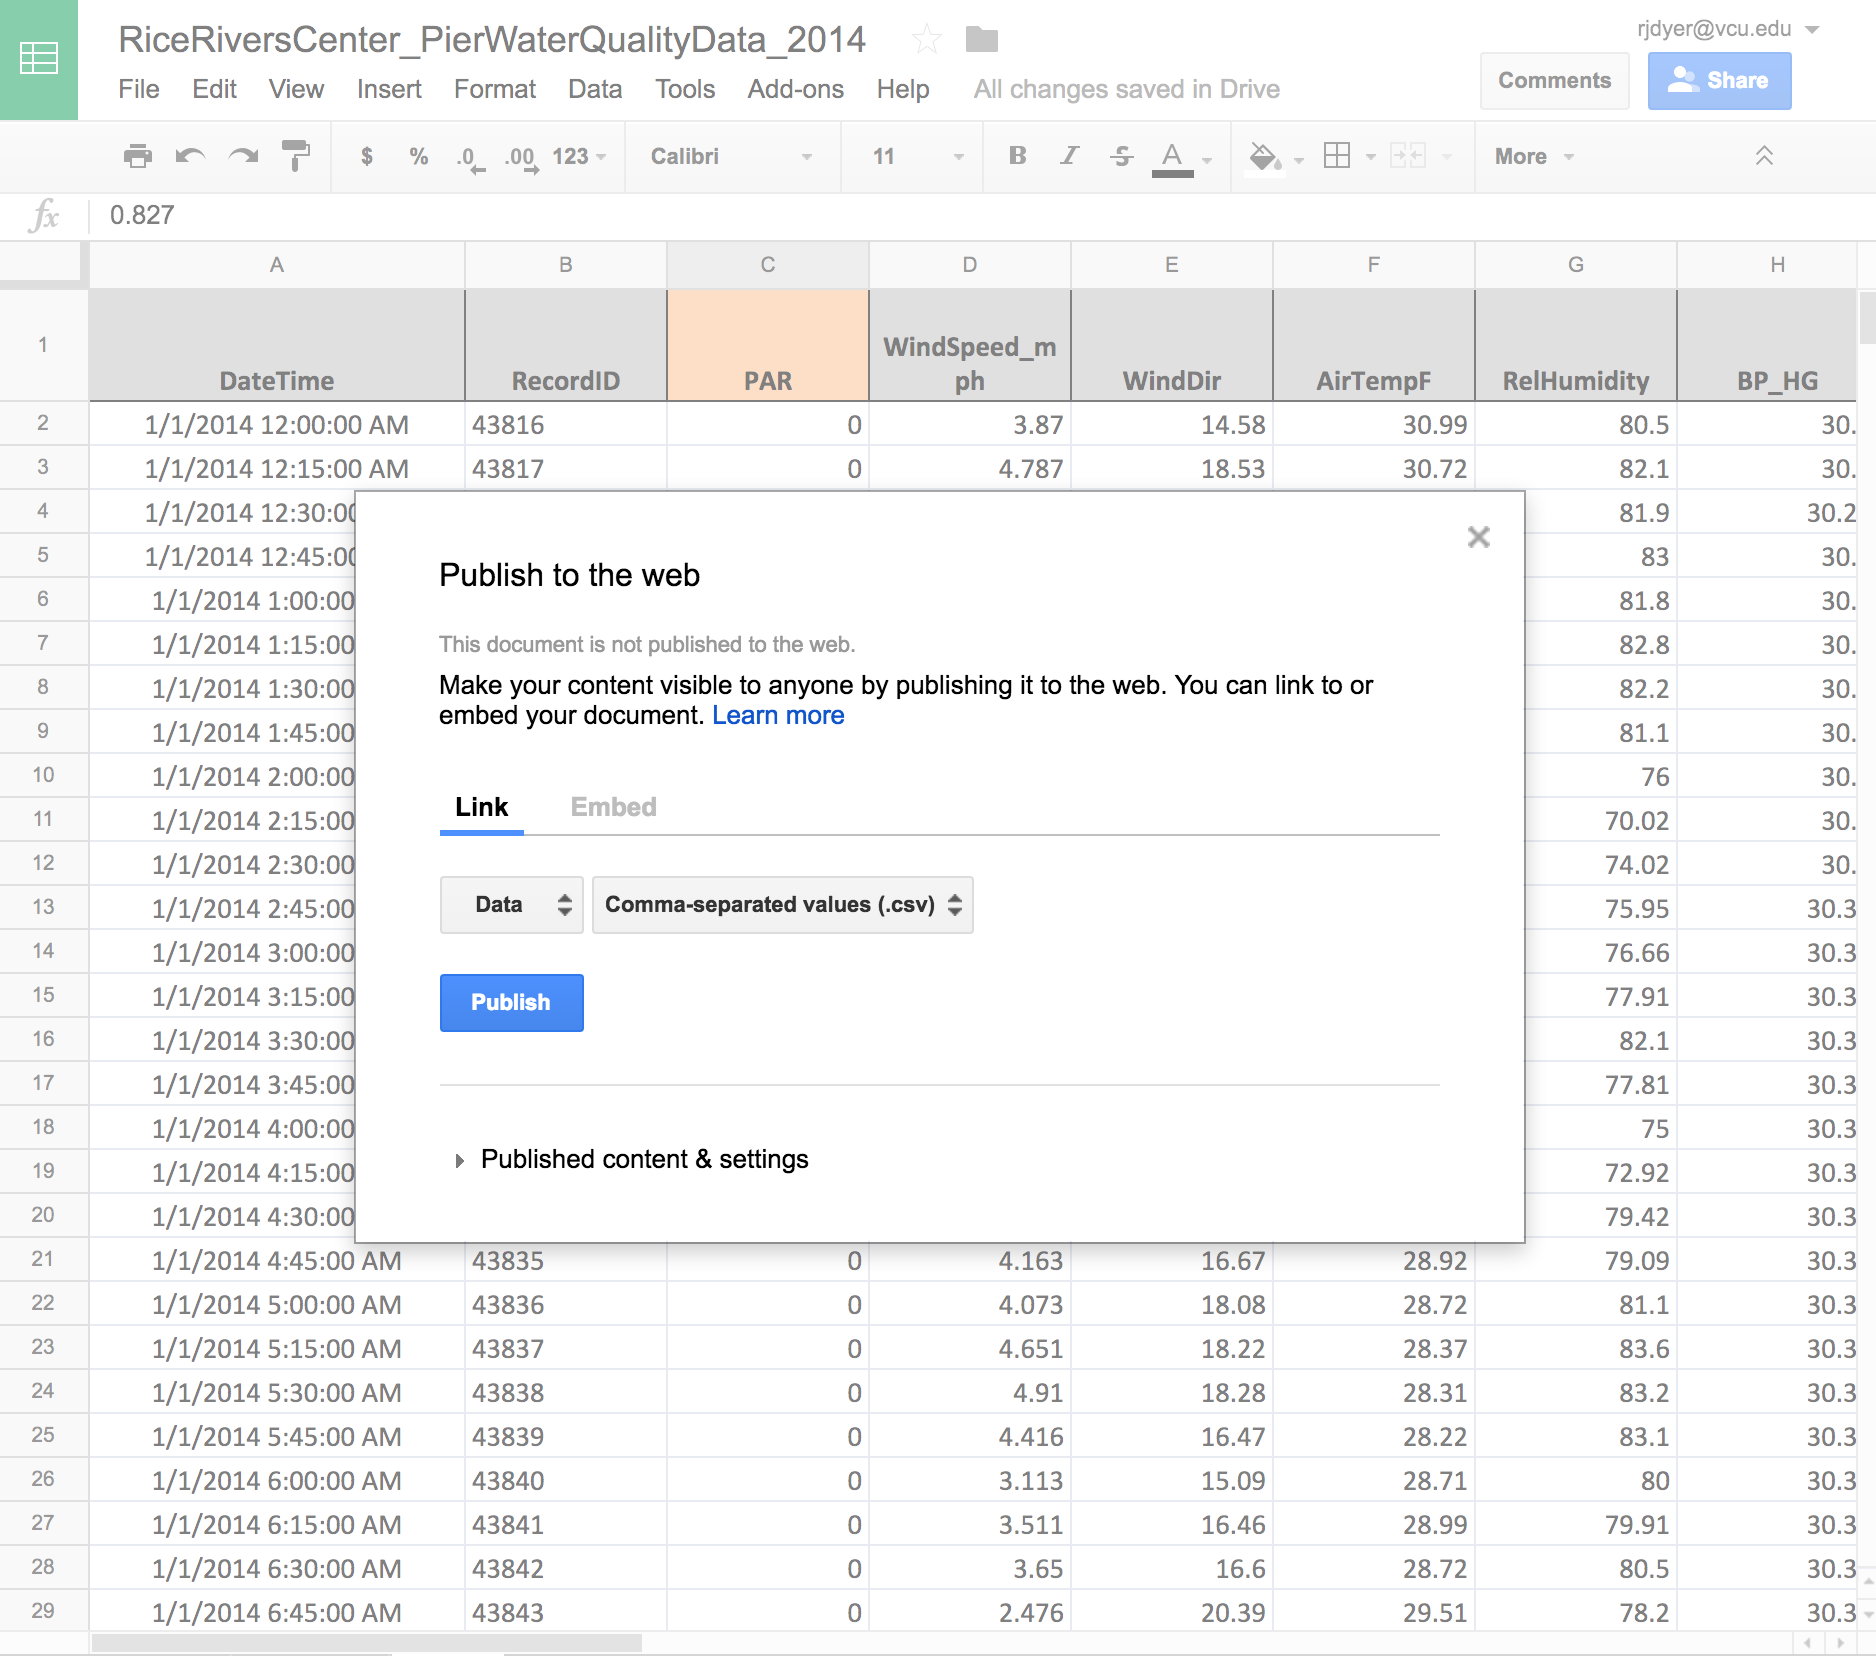 RiceRiversCenter_PierWaterQualityData_2014
rjdyer@vcu.edu
File Edit View Insert Format Data Tools Add-ons Help All changes saved in Drive
Comments Share
$ % .0 .00 123 Calibri 11 B I S A More
fx 0.827
A B C D E F G H
1 DateTime RecordID PAR WindSpeed_mph WindDir AirTempF RelHumidity BP_HG
2 1/1/2014 12:00:00 AM 43816 0 3.87 14.58 30.99 80.5 30.
3 1/1/2014 12:15:00 AM 43817 0 4.787 18.53 30.72 82.1 30.
4 1/1/2014 12:30:00 81.9 30.2
5 1/1/2014 12:45:00 83 30.
6 1/1/2014 1:00:00 81.8 30.
7 1/1/2014 1:15:00 82.8 30.
8 1/1/2014 1:30:00 82.2 30.
9 1/1/2014 1:45:00 81.1 30.
10 1/1/2014 2:00:00 76 30.
11 1/1/2014 2:15:00 70.02 30.
12 1/1/2014 2:30:00 74.02 30.
13 1/1/2014 2:45:00 75.95 30.3
14 1/1/2014 3:00:00 76.66 30.3
15 1/1/2014 3:15:00 77.91 30.3
16 1/1/2014 3:30:00 82.1 30.3
17 1/1/2014 3:45:00 77.81 30.3
18 1/1/2014 4:00:00 75 30.3
19 1/1/2014 4:15:00 72.92 30.3
20 1/1/2014 4:30:00 79.42 30.3
21 1/1/2014 4:45:00 AM 43835 0 4.163 16.67 28.92 79.09 30.3
22 1/1/2014 5:00:00 AM 43836 0 4.073 18.08 28.72 81.1 30.3
23 1/1/2014 5:15:00 AM 43837 0 4.651 18.22 28.37 83.6 30.3
24 1/1/2014 5:30:00 AM 43838 0 4.91 18.28 28.31 83.2 30.3
25 1/1/2014 5:45:00 AM 43839 0 4.416 16.47 28.22 83.1 30.3
26 1/1/2014 6:00:00 AM 43840 0 3.113 15.09 28.71 80 30.3
27 1/1/2014 6:15:00 AM 43841 0 3.511 16.46 28.99 79.91 30.3
28 1/1/2014 6:30:00 AM 43842 0 3.65 16.6 28.72 80.5 30.3
29 1/1/2014 6:45:00 AM 43843 0 2.476 20.39 29.51 78.2 30.3
Publish to the web
This document is not published to the web.
Make your content visible to anyone by publishing it to the web. You can link to or
embed your document. Learn more
Link Embed
Data Comma-separated values (.csv)
Publish
Published content & settings